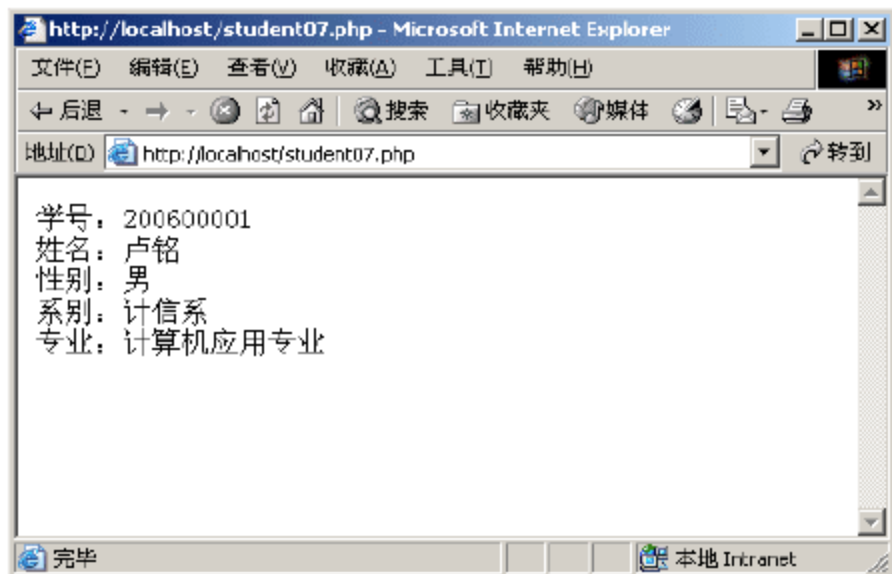 http://localhost/student07.php - Microsoft Internet Explorer
文件(F) 编辑(E) 查看(V) 收藏(A) 工具(T) 帮助(H)
后退 搜索 收藏夹 媒体 »
地址(D) http://localhost/student07.php 转到
学号：200600001
姓名：卢铭
性别：男
系别：计信系
专业：计算机应用专业
完毕 本地 Intranet